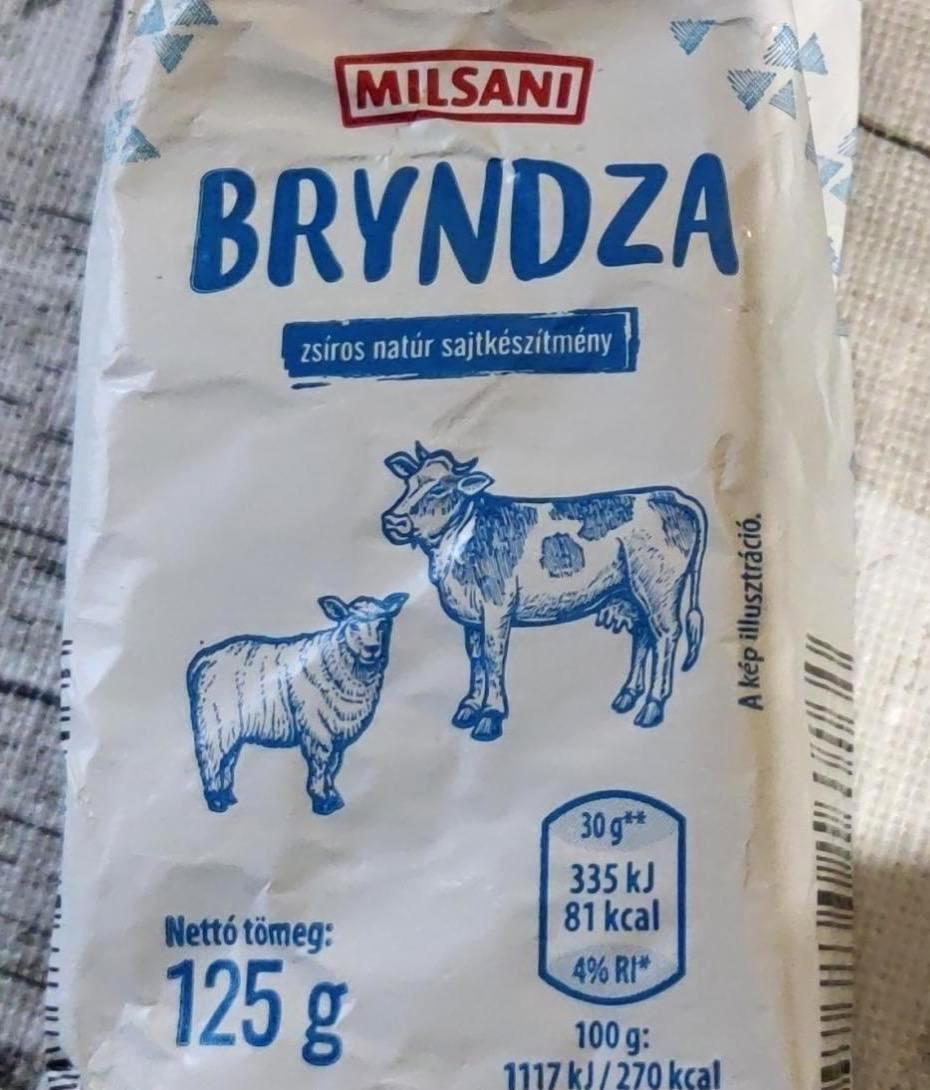 MILSANI
BRYNDZA
zsíros natúr sajtkészítmény
A kép illusztráció.
30 g**
335 kJ
81 kcal
4% RI*
Nettó tömeg:
125 g
100 g:
1117 kJ / 270 kcal